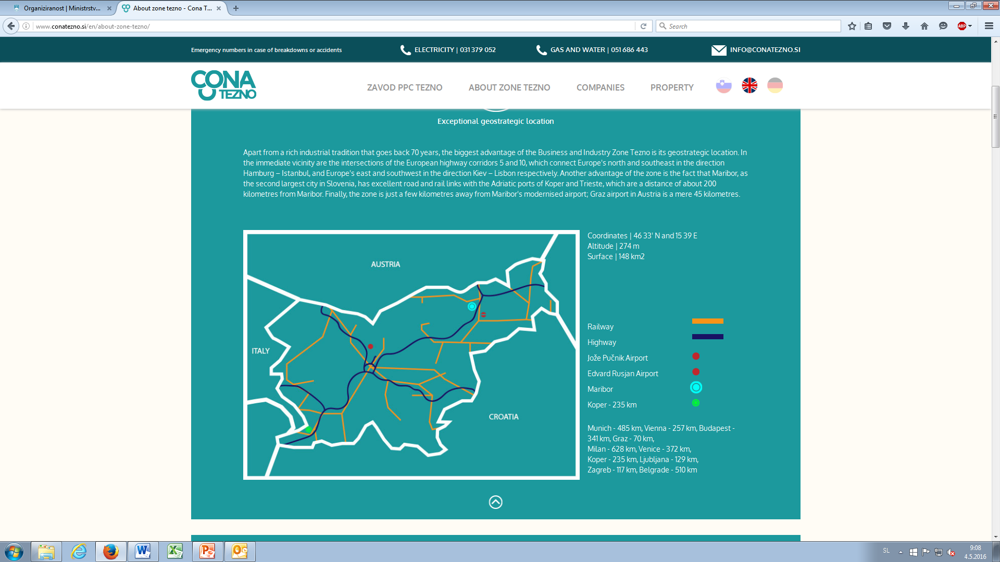 Organiziranost | Ministrstv...
About zone tezno - Cona T...
www.conatezno.si/en/about-zone-tezno/
Search
ABP
Emergency numbers in case of breakdowns or accidents
ELECTRICITY | 031 379 052
GAS AND WATER | 051 686 443
INFO@CONATEZNO.SI
CONA
TEZNO
ZAVOD PPC TEZNO
ABOUT ZONE TEZNO
COMPANIES
PROPERTY
Exceptional geostrategic location
Apart from a rich industrial tradition that goes back 70 years, the biggest advantage of the Business and Industry Zone Tezno is its geostrategic location. In
the immediate vicinity are the intersections of the European highway corridors 5 and 10, which connect Europe's north and southeast in the direction
Hamburg – Istanbul, and Europe's east and southwest in the direction Kiev – Lisbon respectively. Another advantage of the zone is the fact that Maribor, as
the second largest city in Slovenia, has excellent road and rail links with the Adriatic ports of Koper and Trieste, which are a distance of about 200
kilometres from Maribor. Finally, the zone is just a few kilometres away from Maribor's modernised airport; Graz airport in Austria is a mere 45 kilometres.
AUSTRIA
ITALY
CROATIA
Coordinates | 46 33' N and 15 39 E
Altitude | 274 m
Surface | 148 km2
Railway
Highway
Jože Pučnik Airport
Edvard Rusjan Airport
Maribor
Koper - 235 km
Munich - 485 km, Vienna - 257 km, Budapest -
341 km, Graz - 70 km,
Milan - 628 km, Venice - 372 km,
Koper - 235 km, Ljubljana - 129 km,
Zagreb - 117 km, Belgrade - 510 km
SL
9:08
4.5.2016